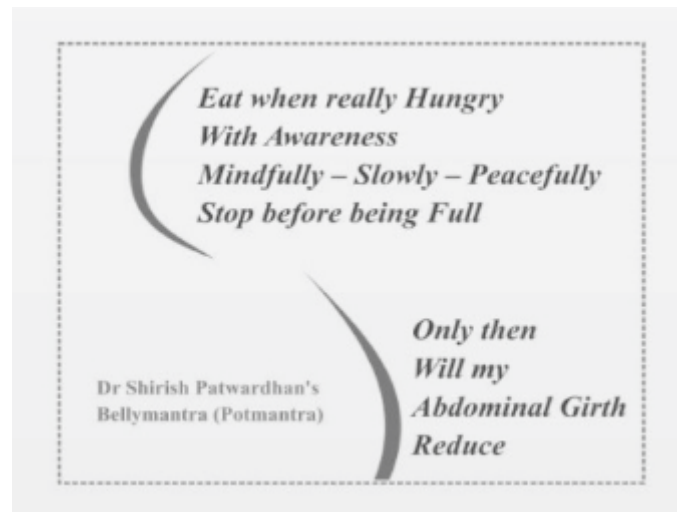 Eat when really Hungry
With Awareness
Mindfully – Slowly – Peacefully
Stop before being Full
Only then
Will my
Abdominal Girth
Reduce
Dr Shirish Patwardhan's
Bellymantra (Potmantra)